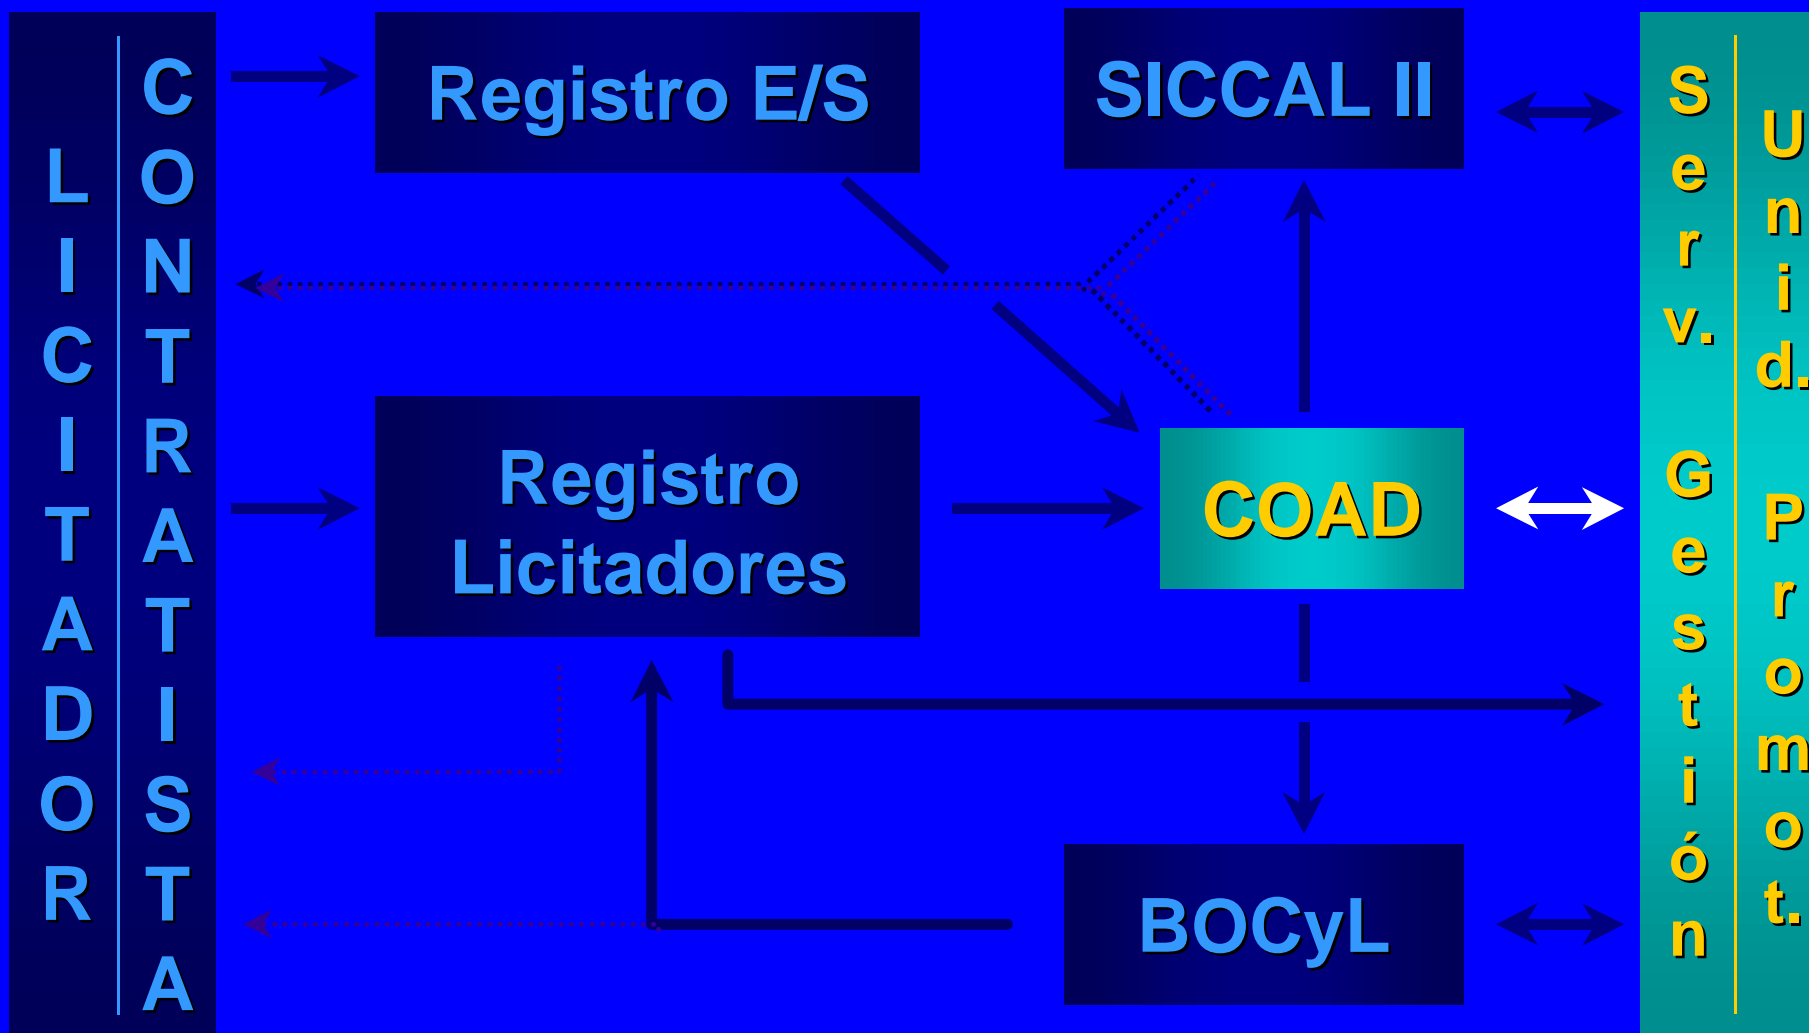 LICITADOR
CONTRATISTA
Registro E/S
SICCAL II
Registro
Licitadores
COAD
BOCyL
Serv. Gestión
Unid. Promot.